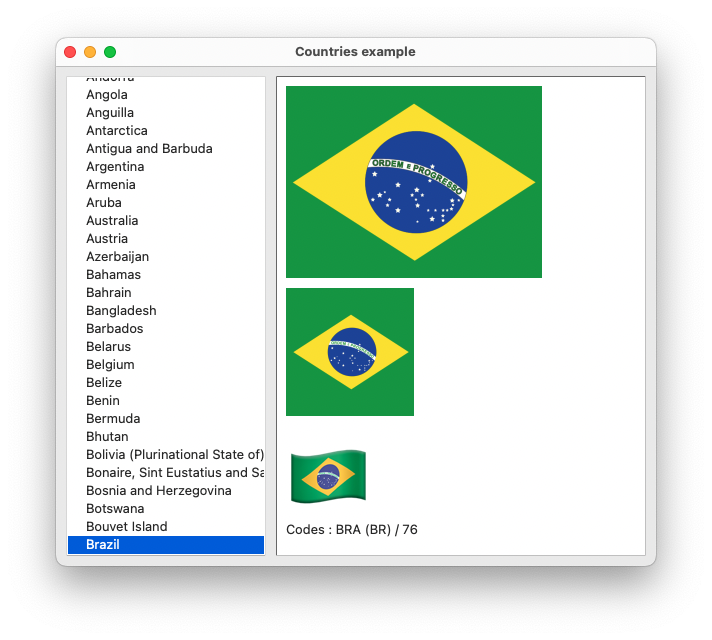 Countries example
Andorra
Angola
Anguilla
Antarctica
Antigua and Barbuda
Argentina
Armenia
Aruba
Australia
Austria
Azerbaijan
Bahamas
Bahrain
Bangladesh
Barbados
Belarus
Belgium
Belize
Benin
Bermuda
Bhutan
Bolivia (Plurinational State of)
Bonaire, Sint Eustatius and Sa
Bosnia and Herzegovina
Botswana
Bouvet Island
Brazil
ORDEM E PROGRESSO
ORDEM E PROGRESSO
Codes : BRA (BR) / 76